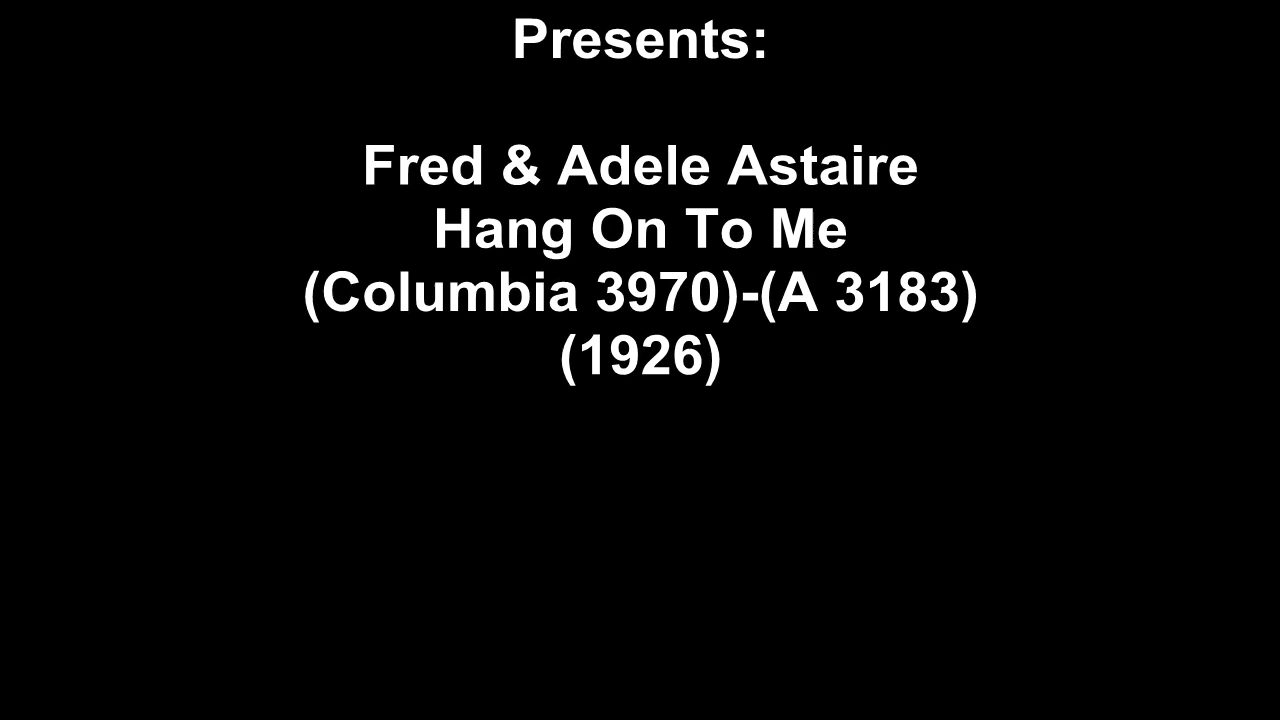 Presents:
Fred & Adele Astaire
Hang On To Me
(Columbia 3970)-(A 3183)
(1926)